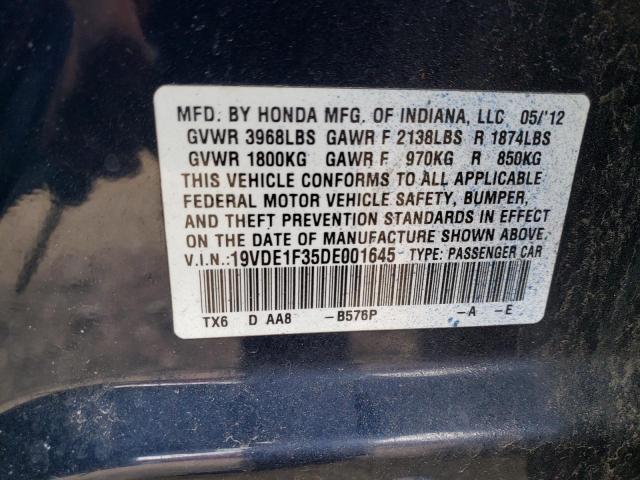 MFD. BY HONDA MFG. OF INDIANA, LLC 05/'12
GVWR 3968LBS GAWR F 2138LBS R 1874LBS
GVWR 1800KG GAWR F 970KG R 850KG
THIS VEHICLE CONFORMS TO ALL APPLICABLE
FEDERAL MOTOR VEHICLE SAFETY, BUMPER,
AND THEFT PREVENTION STANDARDS IN EFFECT
ON THE DATE OF MANUFACTURE SHOWN ABOVE.
V.I.N.:19VDE1F35DE001645 TYPE: PASSENGER CAR
TX6 D AA8 -B576P -A -E